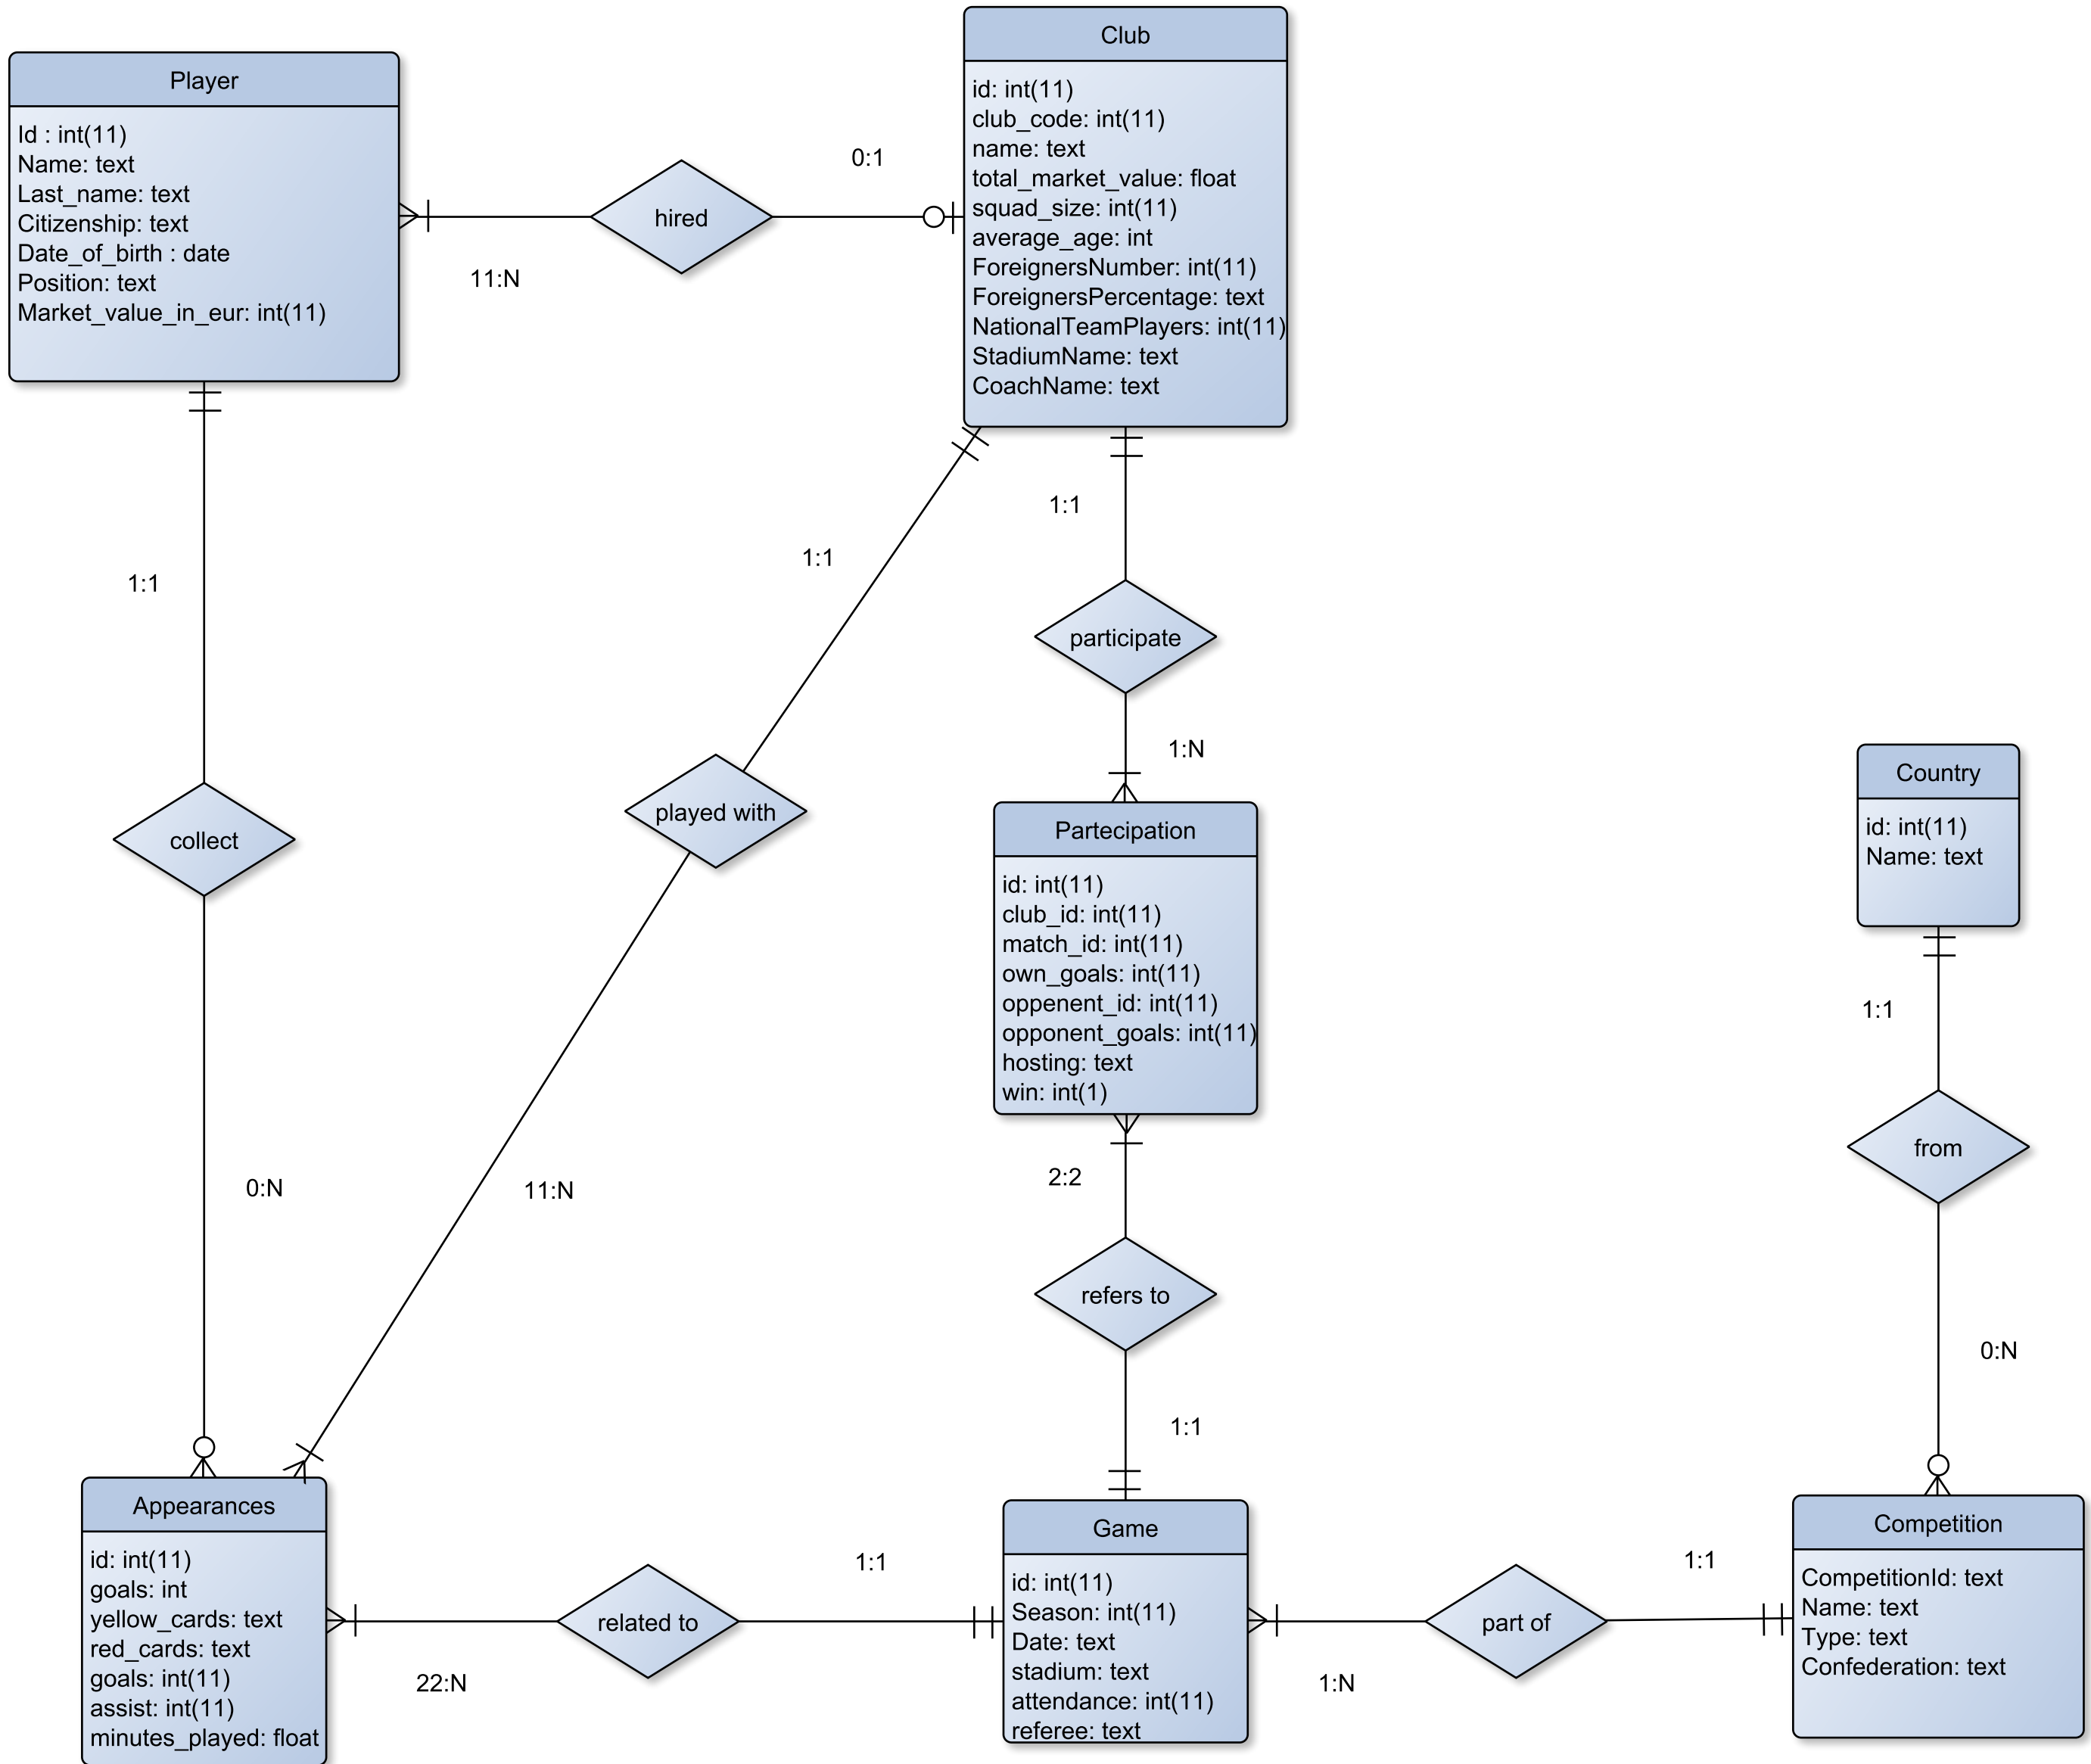 Player
Id : int(11)
Name: text
Last_name: text
Citizenship: text
Date_of_birth : date
Position: text
Market_value_in_eur: int(11)
11:N
hired
0:1
Club
id: int(11)
club_code: int(11)
name: text
total_market_value: float
squad_size: int(11)
average_age: int
ForeignersNumber: int(11)
ForeignersPercentage: text
NationalTeamPlayers: int(11)
StadiumName: text
CoachName: text
1:1
collect
0:N
1:1
played with
11:N
1:1
participate
1:N
Partecipation
id: int(11)
club_id: int(11)
match_id: int(11)
own_goals: int(11)
oppenent_id: int(11)
opponent_goals: int(11)
hosting: text
win: int(1)
2:2
refers to
1:1
Country
id: int(11)
Name: text
1:1
from
0:N
Appearances
id: int(11)
goals: int
yellow_cards: text
red_cards: text
goals: int(11)
assist: int(11)
minutes_played: float
22:N
related to
1:1
Game
id: int(11)
Season: int(11)
Date: text
stadium: text
attendance: int(11)
referee: text
1:N
part of
1:1
Competition
CompetitionId: text
Name: text
Type: text
Confederation: text